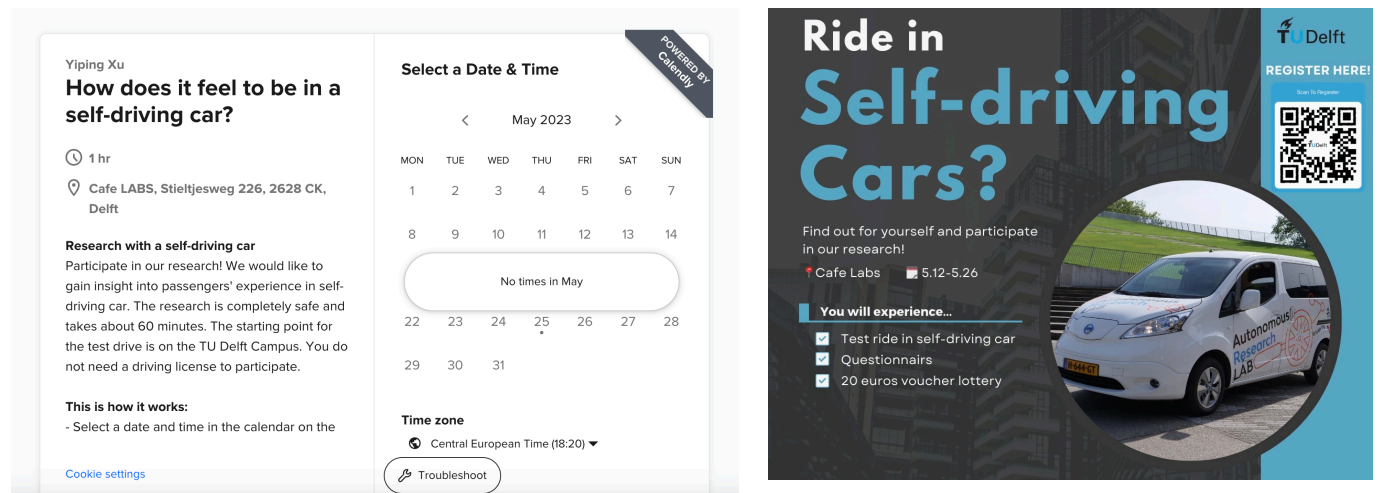 Yiping Xu
How does it feel to be in a
self-driving car?
1 hr
Cafe LABS, Stieltjesweg 226, 2628 CK,
Delft
Research with a self-driving car
Participate in our research! We would like to
gain insight into passengers' experience in self-
driving car. The research is completely safe and
takes about 60 minutes. The starting point for
the test drive is on the TU Delft Campus. You do
not need a driving license to participate.
This is how it works:
- Select a date and time in the calendar on the
Cookie settings
POWERED BY
Calendly
Select a Date & Time
May 2023
MON TUE WED THU FRI SAT SUN
1 2 3 4 5 6 7
8 9 10 11 12 13 14
No times in May
22 23 24 25 26 27 28
29 30 31
Time zone
Central European Time (18:20)
Troubleshoot
Ride in
Self-driving
Cars?
Find out for yourself and participate
in our research!
Cafe Labs 5.12-5.26
You will experience...
Test ride in self-driving car
Questionnairs
20 euros voucher lottery
TUDelft
REGISTER HERE!
Scan To Register
TUDelft
Autonomous
Research
LAB